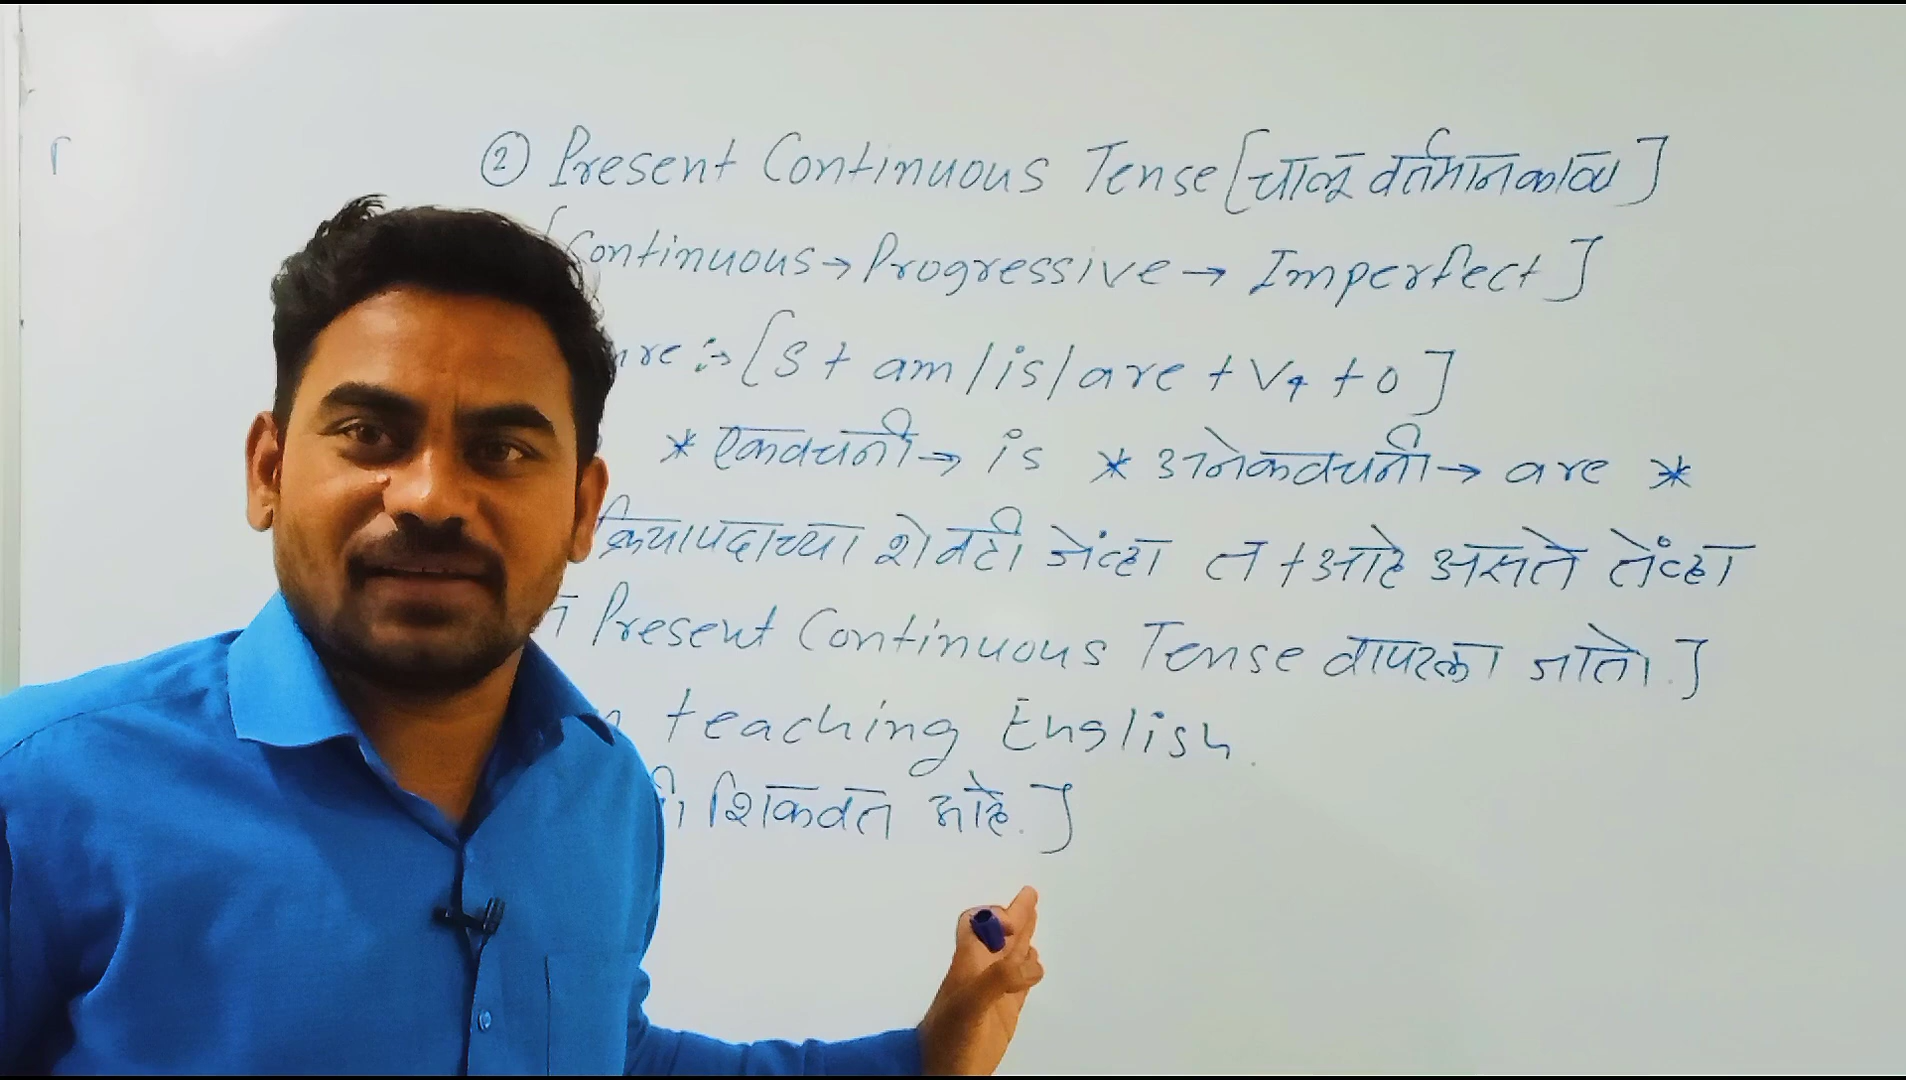 ② Present Continuous Tense [चालू वर्तमानकाळ]
[Continuous → Progressive → Imperfect]
:→ [S + am/is/are + V4 + O]
* एकवचनी → is * अनेकवचनी → are *
क्रियापदाच्या शेवटी जेंव्हा त + आहे असते तेंव्हा
Present Continuous Tense वापरला जातो.]
teaching English.
शिकवत आहे.]